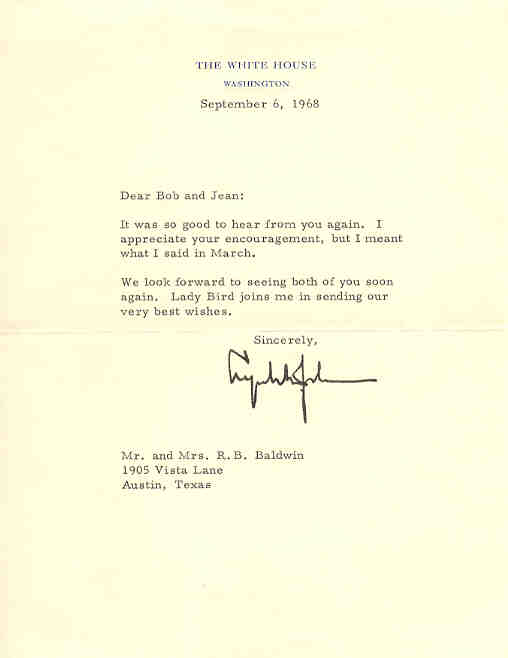 THE WHITE HOUSE
WASHINGTON
September 6, 1968
Dear Bob and Jean:
It was so good to hear from you again. I
appreciate your encouragement, but I meant
what I said in March.
We look forward to seeing both of you soon
again. Lady Bird joins me in sending our
very best wishes.
Sincerely,
Mr. and Mrs. R. B. Baldwin
1905 Vista Lane
Austin, Texas